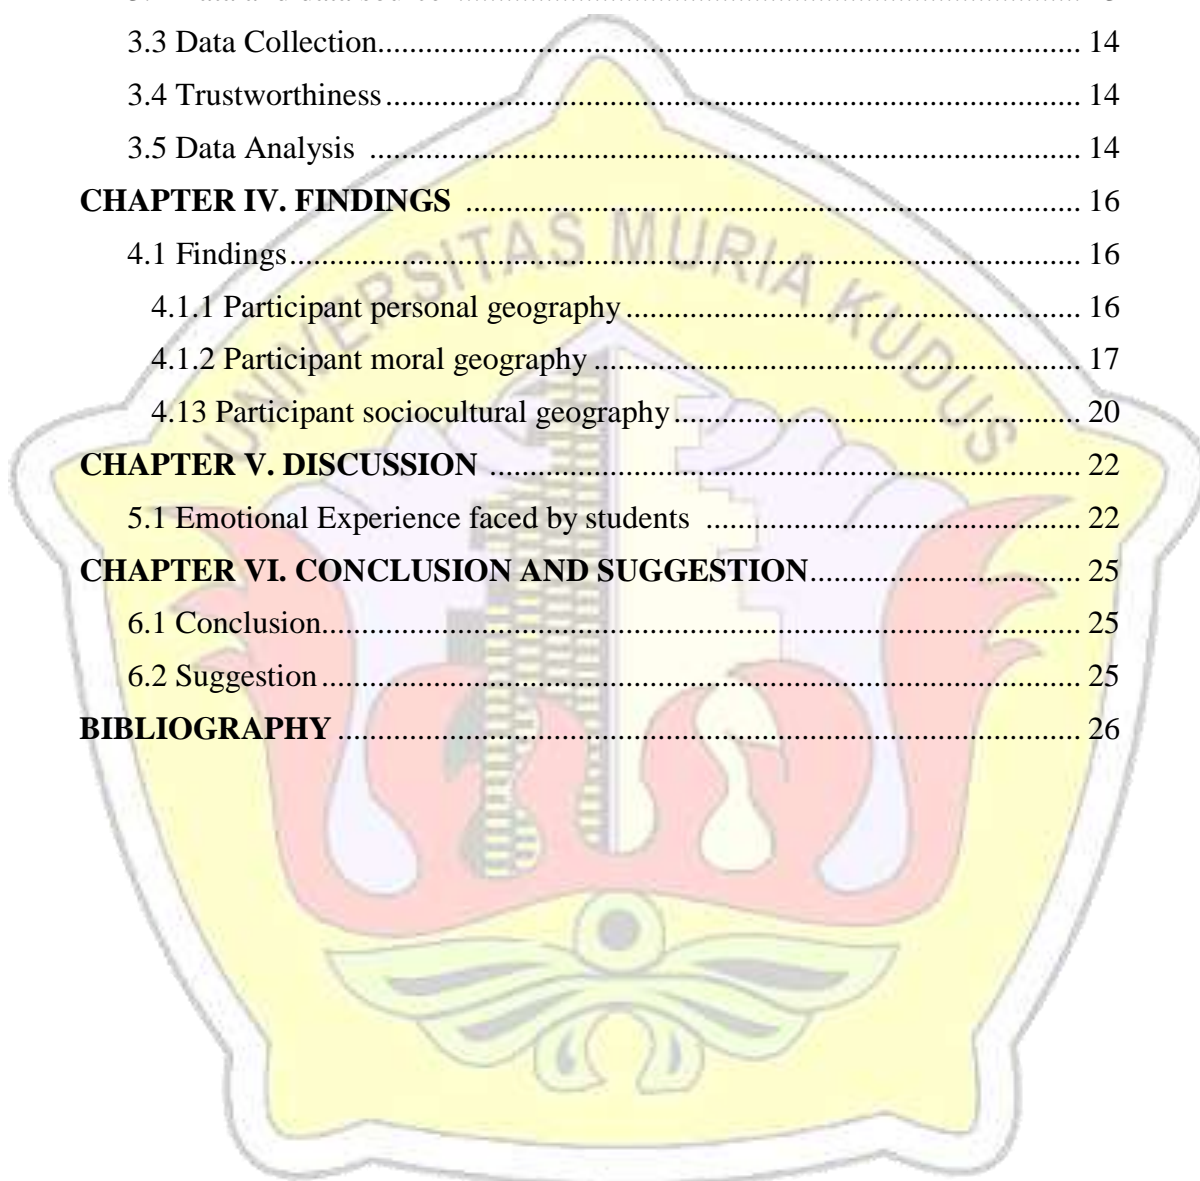 3.3 Data Collection.......................................................................................... 14
3.4 Trustworthiness...................................................................................... 14
3.5 Data Analysis ........................................................................................ 14
CHAPTER IV. FINDINGS ............................................................................ 16
4.1 Findings.................................................................................................. 16
4.1.1 Participant personal geography......................................................... 16
4.1.2 Participant moral geography............................................................. 17
4.13 Participant sociocultural geography................................................... 20
CHAPTER V. DISCUSSION ......................................................................... 22
5.1 Emotional Experience faced by students ............................................... 22
CHAPTER VI. CONCLUSION AND SUGGESTION.................................. 25
6.1 Conclusion.............................................................................................. 25
6.2 Suggestion.............................................................................................. 25
BIBLIOGRAPHY............................................................................................ 26
UNIVERSITAS MURIA KUDUS